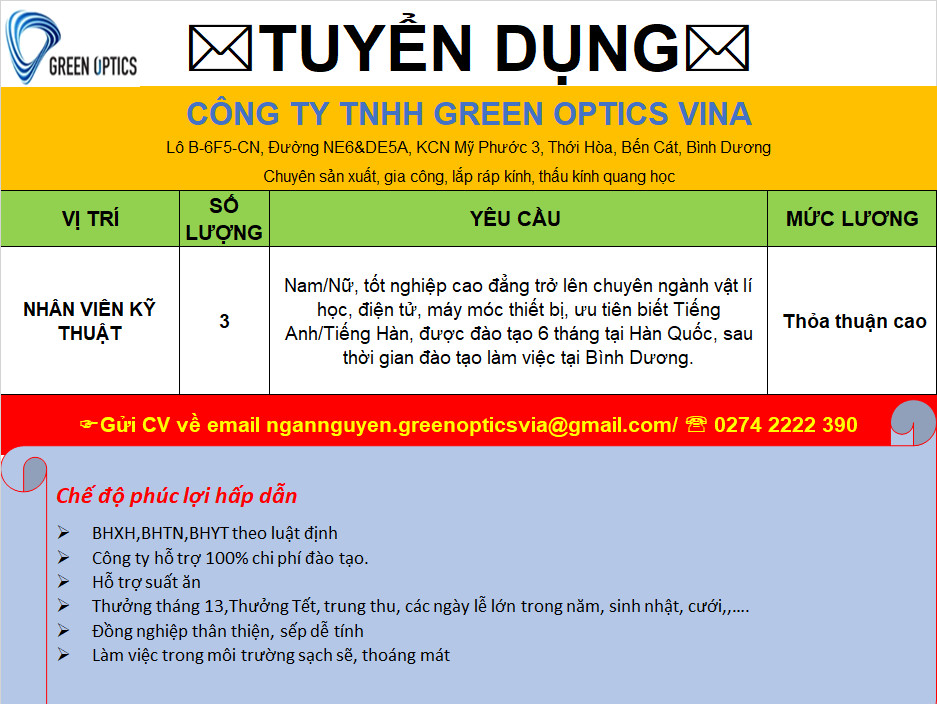 GREEN OPTICS
✉TUYỂN DỤNG✉
CÔNG TY TNHH GREEN OPTICS VINA
Lô B-6F5-CN, Đường NE6&DE5A, KCN Mỹ Phước 3, Thới Hòa, Bến Cát, Bình Dương
Chuyên sản xuất, gia công, lắp ráp kính, thấu kính quang học
VỊ TRÍ
SỐ
LƯỢNG
YÊU CẦU
MỨC LƯƠNG
NHÂN VIÊN KỸ
THUẬT
3
Nam/Nữ, tốt nghiệp cao đẳng trở lên chuyên ngành vật lí
học, điện tử, máy móc thiết bị, ưu tiên biết Tiếng
Anh/Tiếng Hàn, được đào tạo 6 tháng tại Hàn Quốc, sau
thời gian đào tạo làm việc tại Bình Dương.
Thỏa thuận cao
☞Gửi CV về email ngannguyen.greenopticsvia@gmail.com/ ☏ 0274 2222 390
Chế độ phúc lợi hấp dẫn
➢ BHXH,BHTN,BHYT theo luật định
➢ Công ty hỗ trợ 100% chi phí đào tạo.
➢ Hỗ trợ suất ăn
➢ Thưởng tháng 13,Thưởng Tết, trung thu, các ngày lễ lớn trong năm, sinh nhật, cưới,,….
➢ Đồng nghiệp thân thiện, sếp dễ tính
➢ Làm việc trong môi trường sạch sẽ, thoáng mát